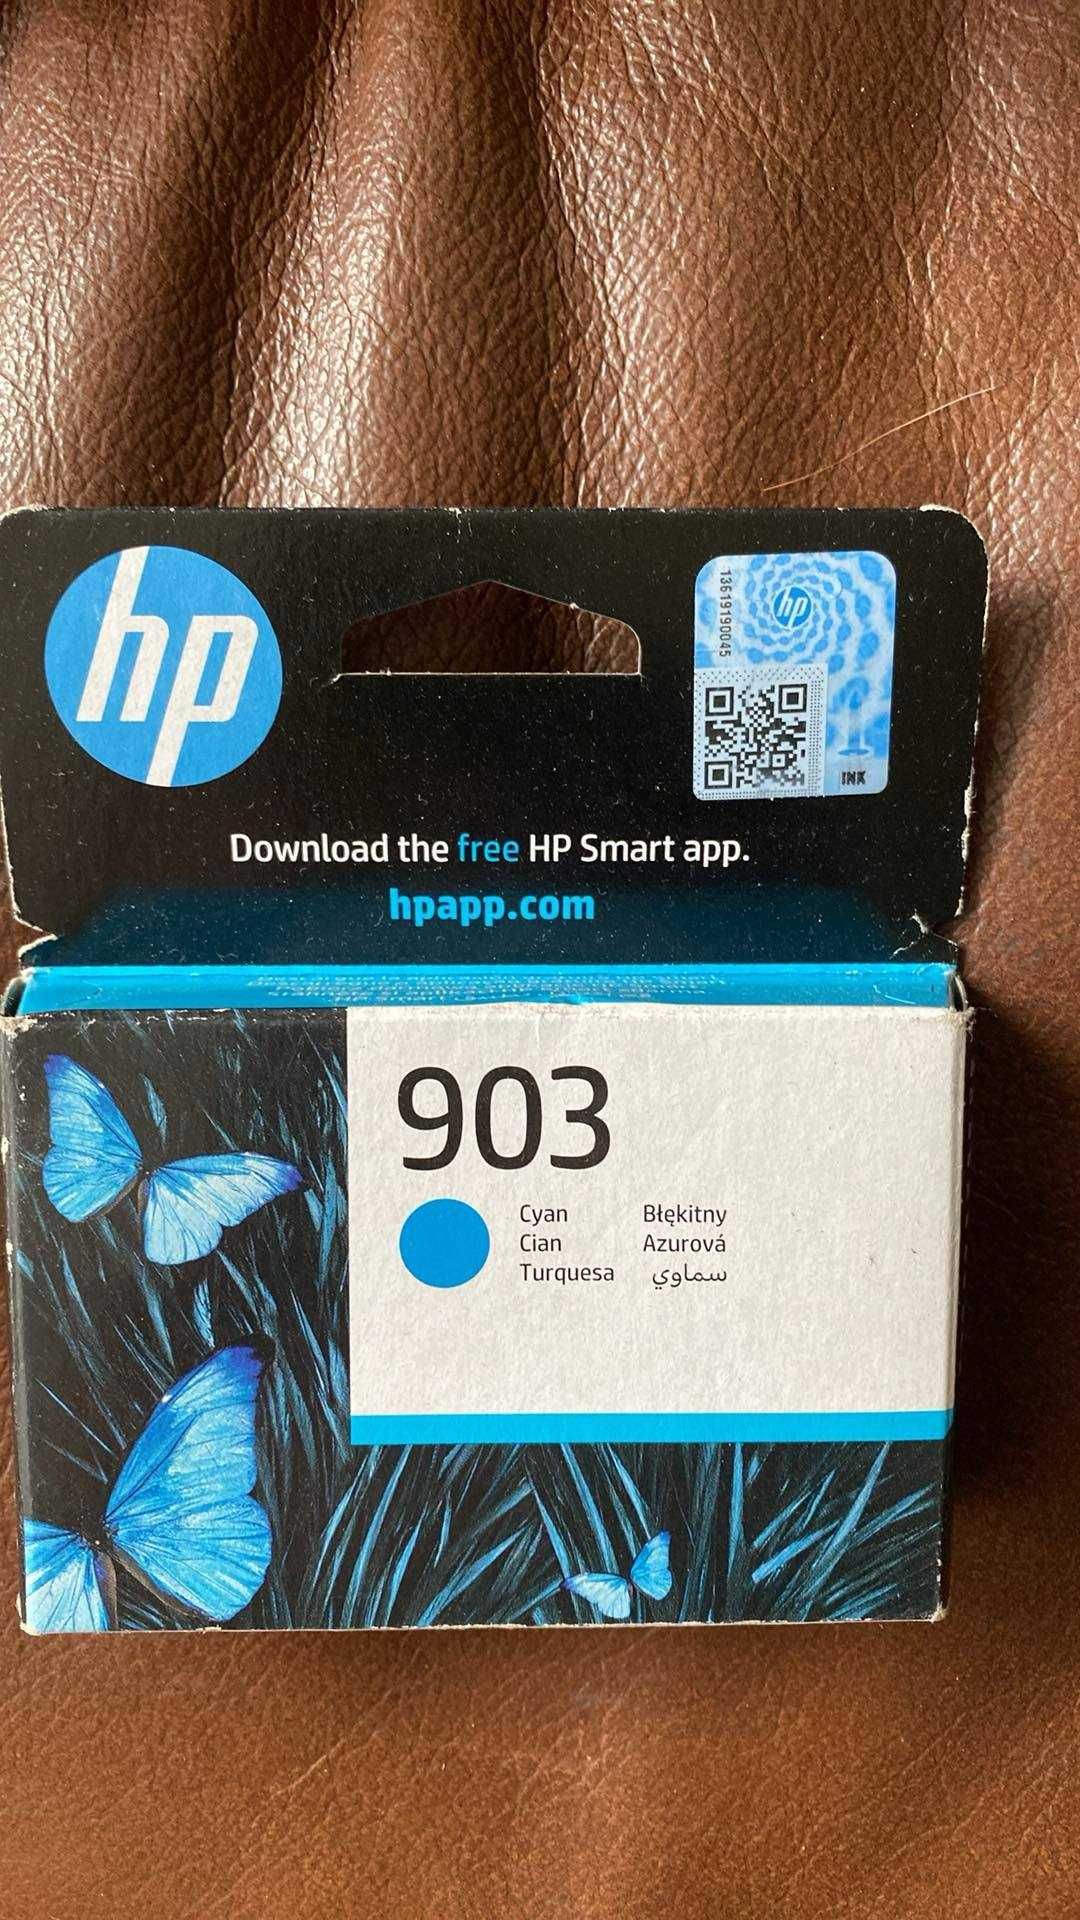 hp
13619190045
hp
INK
Download the free HP Smart app.
hpapp.com
903
Cyan
Cian
Turquesa
Błękitny
Azurová
سماوي